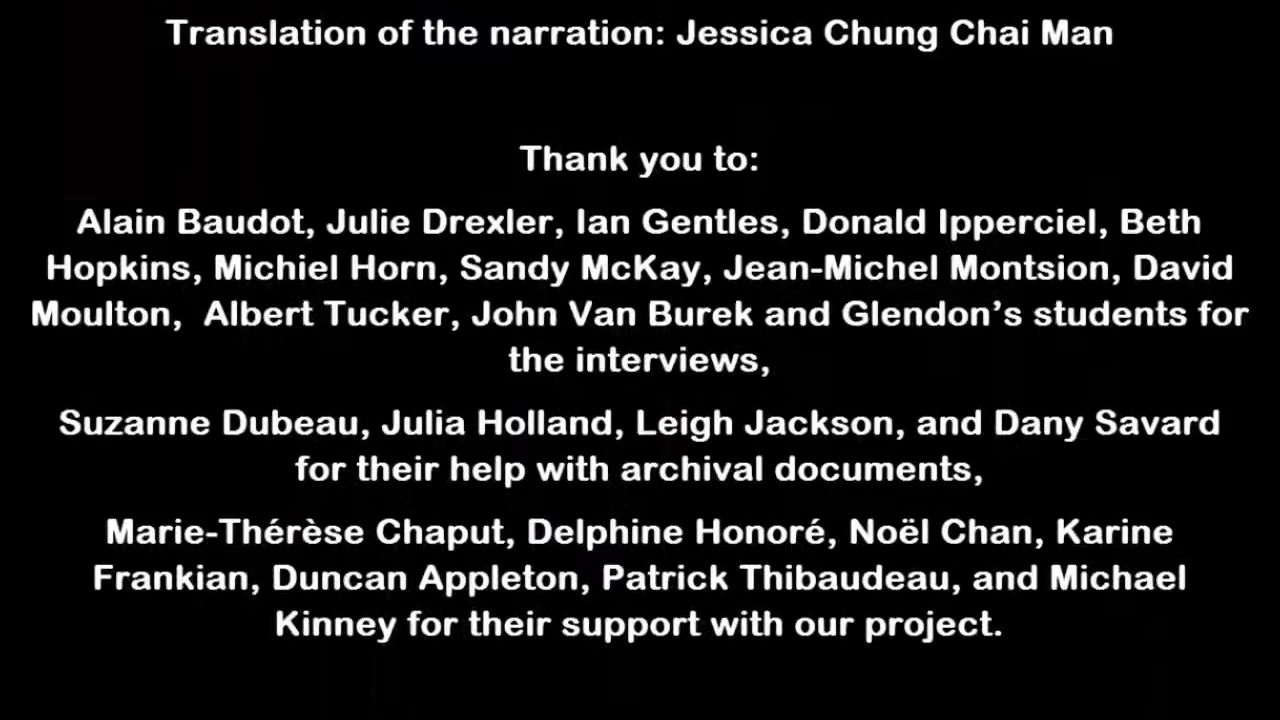 Translation of the narration: Jessica Chung Chai Man
Thank you to:
Alain Baudot, Julie Drexler, Ian Gentles, Donald Ipperciel, Beth
Hopkins, Michiel Horn, Sandy McKay, Jean-Michel Montsion, David
Moulton,  Albert Tucker, John Van Burek and Glendon’s students for
the interviews,
Suzanne Dubeau, Julia Holland, Leigh Jackson, and Dany Savard
for their help with archival documents,
Marie-Thérèse Chaput, Delphine Honoré, Noël Chan, Karine
Frankian, Duncan Appleton, Patrick Thibaudeau, and Michael
Kinney for their support with our project.